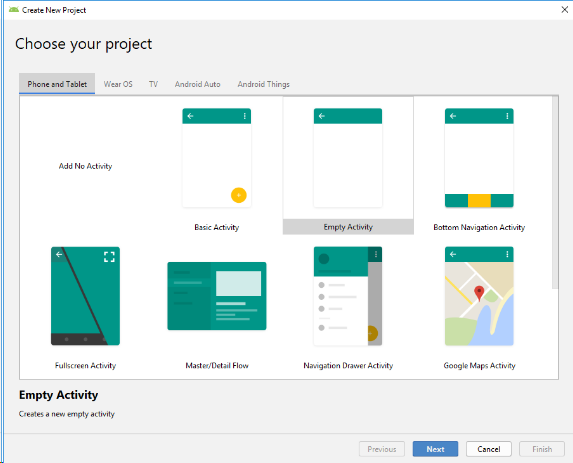 Create New Project
Choose your project
Phone and Tablet
Wear OS
TV
Android Auto
Android Things
Add No Activity
Basic Activity
Empty Activity
Bottom Navigation Activity
Fullscreen Activity
Master/Detail Flow
Navigation Drawer Activity
Google Maps Activity
Empty Activity
Creates a new empty activity
Previous
Next
Cancel
Finish